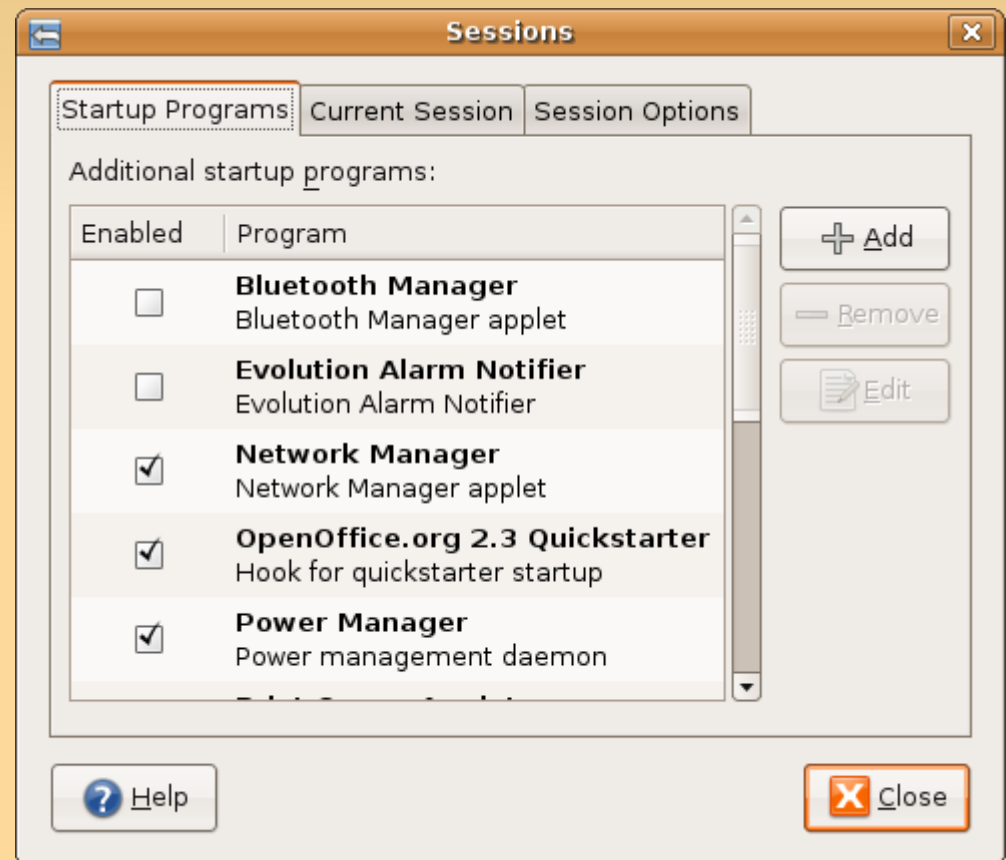 Sessions
Startup Programs Current Session Session Options
Additional startup programs:
Enabled Program
Add
Bluetooth Manager
Bluetooth Manager applet
Remove
Evolution Alarm Notifier
Evolution Alarm Notifier
Edit
Network Manager
Network Manager applet
OpenOffice.org 2.3 Quickstarter
Hook for quickstarter startup
Power Manager
Power management daemon
Help
Close